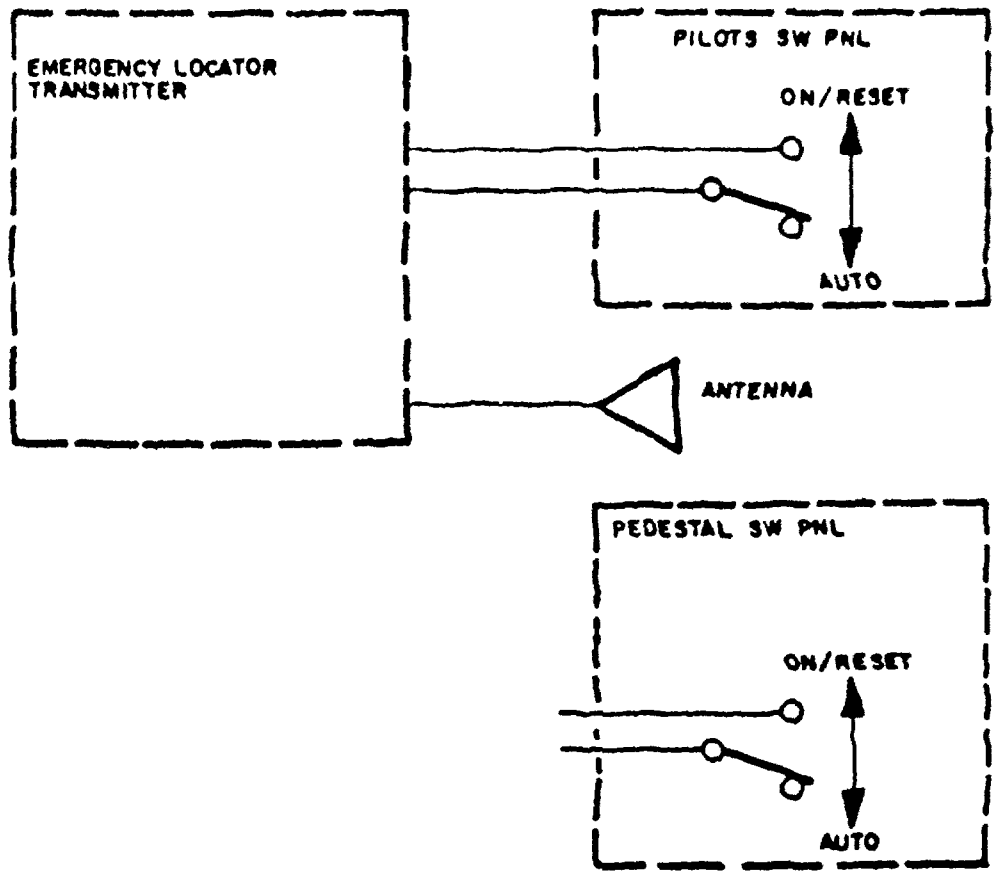 EMERGENCY LOCATOR
TRANSMITTER
PILOTS SW PNL
ON/RESET
AUTO
ANTENNA
PEDESTAL SW PNL
ON/RESET
AUTO